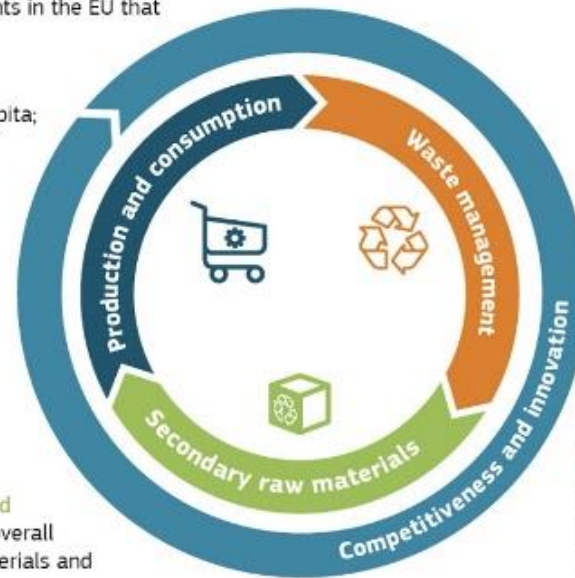 nts in the EU that
pita;
Production and consumption
Waste management
Secondary raw materials
Competitiveness and innovation
d
verall
erials and